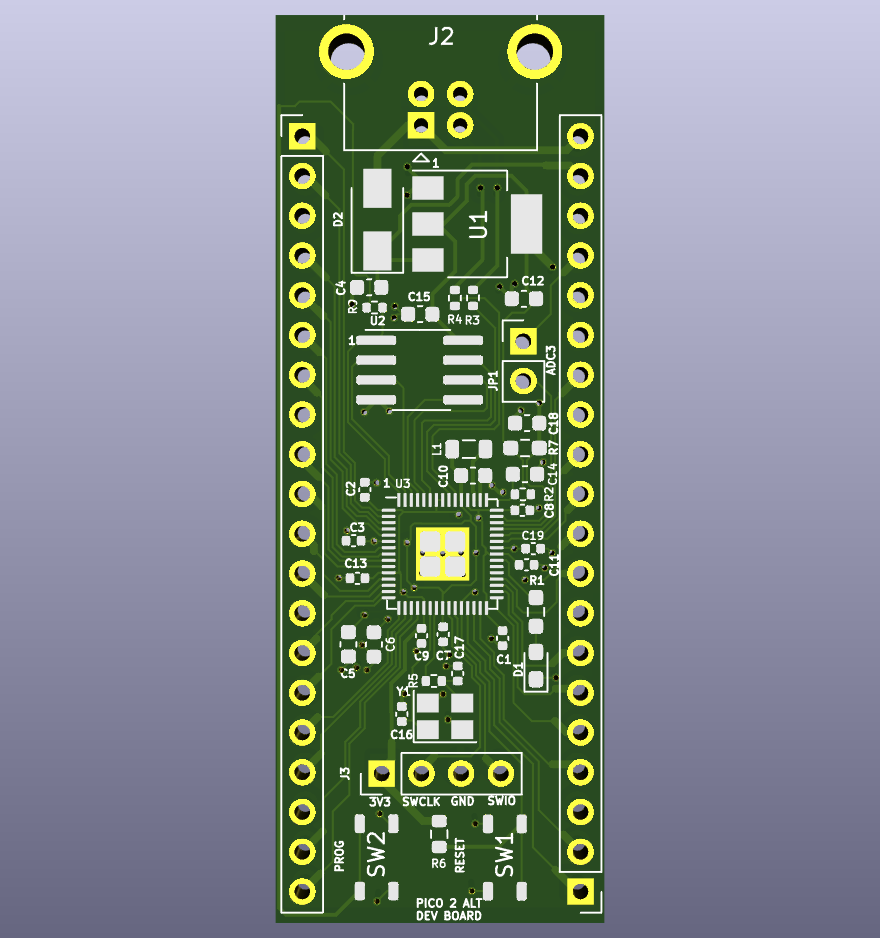 J2
1
D2
U1
C4
C12
C15
R4
R3
U2
1
ADC3
JP1
C18
L1
R7
C10
C14
C2
1
U3
R2
C8
C3
C19
C11
C13
R1
C9
C17
C1
C6
C5
D1
R5
Y1
C16
J3
3V3
SWCLK
GND
SWIO
PROG
SW2
R6
RESET
SW1
PICO 2 ALT
DEV BOARD